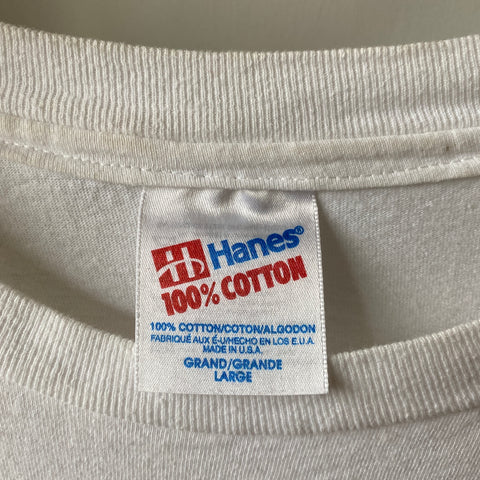 Hanes®
100% COTTON
100% COTTON/COTON/ALGODON
FABRIQUÉ AUX É-U/HECHO EN LOS E.U.A.
MADE IN U.S.A.
GRAND/GRANDE
LARGE